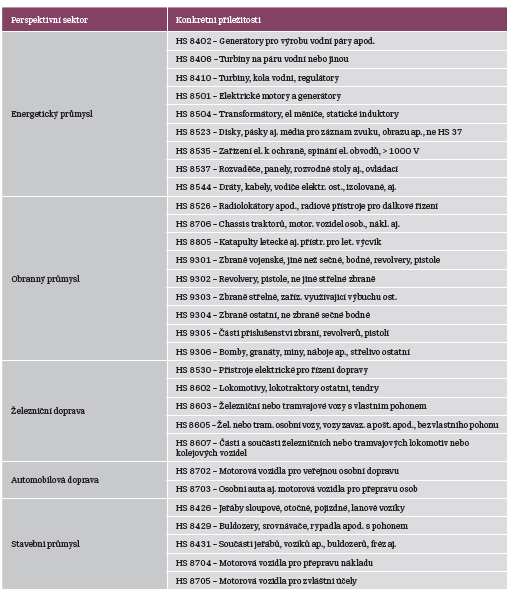 Perspektivní sektor Konkrétní příležitosti
Energetický průmysl
HS 8402 – Generátory pro výrobu vodní páry apod.
HS 8406 – Turbíny na páru vodní nebo jinou
HS 8410 – Turbíny, kola vodní, regulátory
HS 8501 – Elektrické motory a generátory
HS 8504 – Transformátory, el měniče, statické induktory
HS 8523 – Disky, pásky aj. média pro záznam zvuku, obrazu ap., ne HS 37
HS 8535 – Zařízení el. k ochraně, spínání el. obvodů, > 1000 V
HS 8537 – Rozvaděče, panely, rozvodné stoly aj., ovládací
HS 8544 – Dráty, kabely, vodiče elektr. ost., izolované, aj.
Obranný průmysl
HS 8526 – Radiolokátory apod., radiové přístroje pro dálkové řízení
HS 8706 – Chassis traktorů, motor. vozidel osob., nákl. aj.
HS 8805 – Katapulty letecké aj. přístr. pro let. výcvik
HS 9301 – Zbraně vojenské, jiné než sečné, bodné, revolvery, pistole
HS 9302 – Revolvery, pistole, ne jiné střelné zbraně
HS 9303 – Zbraně střelné, zaříz. využívající výbuchu ost.
HS 9304 – Zbraně ostatní, ne zbraně sečné bodné
HS 9305 – Části příslušenství zbraní, revolverů, pistolí
HS 9306 – Bomby, granáty, miny, náboje ap., střelivo ostatní
Železniční doprava
HS 8530 – Přístroje elektrické pro řízení dopravy
HS 8602 – Lokomotivy, lokotraktory ostatní, tendry
HS 8603 – Železniční nebo tramvajové vozy s vlastním pohonem
HS 8605 – Žel. nebo tram. osobní vozy, vozy zavaz. a pošt. apod., bez vlastního pohonu
HS 8607 – Části a součásti železničních nebo tramvajových lokomotiv nebo
kolejových vozidel
Automobilová doprava
HS 8702 – Motorová vozidla pro veřejnou osobní dopravu
HS 8703 – Osobní auta aj. motorová vozidla pro přepravu osob
Stavební průmysl
HS 8426 – Jeřáby sloupové, otočné, pojízdné, lanové vozíky
HS 8429 – Buldozery, srovnávače, rypadla apod. s pohonem
HS 8431 – Součásti jeřábů, vozíků ap., buldozerů, fréz aj.
HS 8704 – Motorová vozidla pro přepravu nákladu
HS 8705 – Motorová vozidla pro zvláštní účely